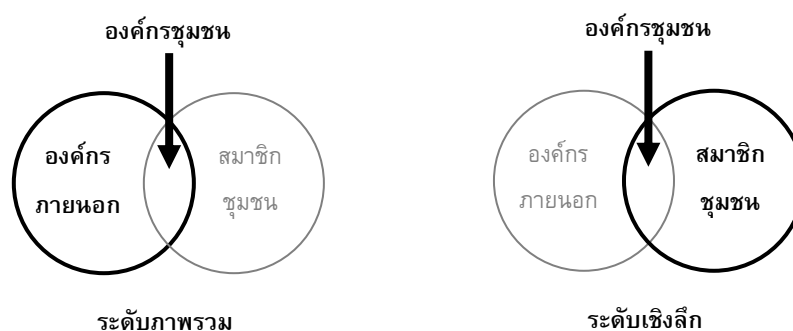 องค์กรชุมชน
องค์กร
ภายนอก
สมาชิก
ชุมชน
ระดับภาพรวม
องค์กรชุมชน
องค์กร
ภายนอก
สมาชิก
ชุมชน
ระดับเชิงลึก